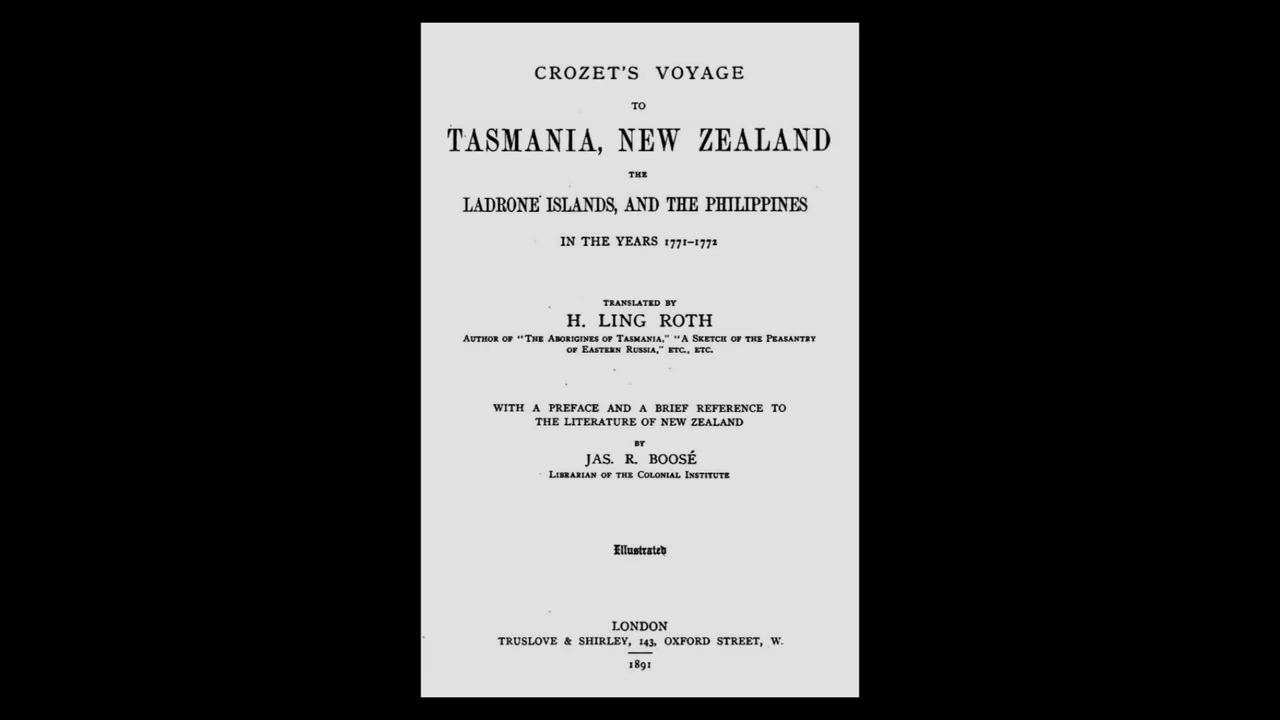 CROZET'S VOYAGE
TO
TASMANIA, NEW ZEALAND
THE
LADRONE ISLANDS, AND THE PHILIPPINES
IN THE YEARS 1771–1772
TRANSLATED BY
H. LING ROTH
AUTHOR OF "THE ABORIGINES OF TASMANIA," "A SKETCH OF THE PEASANTRY
OF EASTERN RUSSIA," ETC., ETC.
WITH A PREFACE AND A BRIEF REFERENCE TO
THE LITERATURE OF NEW ZEALAND
BY
JAS. R. BOOSÉ
LIBRARIAN OF THE COLONIAL INSTITUTE
Illustrated
LONDON
TRUSLOVE & SHIRLEY, 143, OXFORD STREET, W.
1891